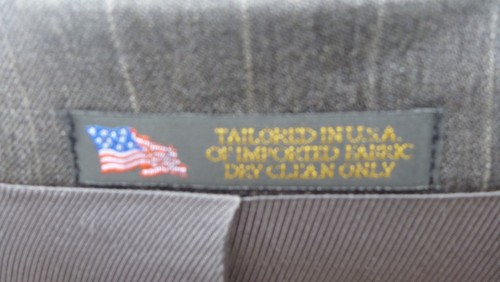 TAILORED IN U.S.A.
OF IMPORTED FABRIC
DRY CLEAN ONLY